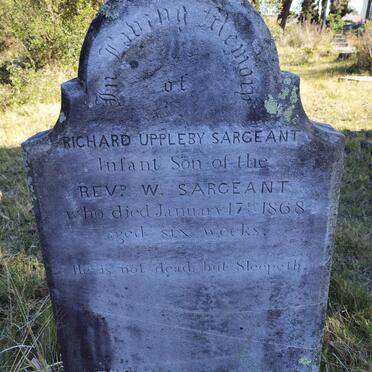 In Loving Memory
of
RICHARD UPPLEBY SARGEANT
Infant Son of the
REVD. W. SARGEANT
who died January 17th 1868
aged six weeks.
He is not dead, but Sleepeth.